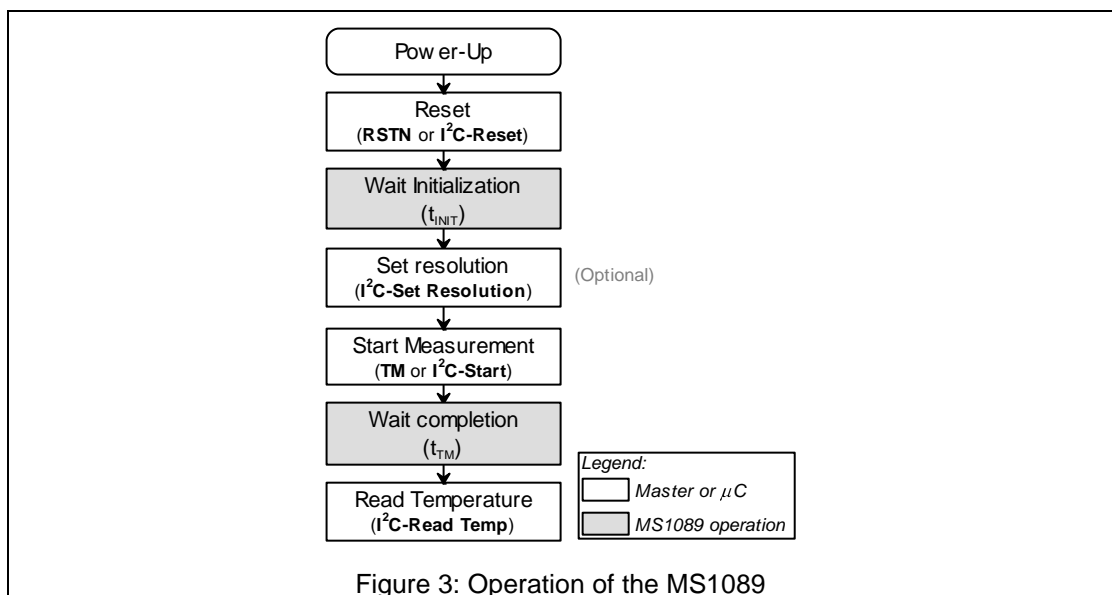 Power-Up
Reset
(RSTN or I²C-Reset)
Wait Initialization
(tINIT)
Set resolution
(I²C-Set Resolution)
(Optional)
Start Measurement
(TM or I²C-Start)
Wait completion
(tTM)
Read Temperature
(I²C-Read Temp)
Legend:
Master or μC
MS1089 operation
Figure 3: Operation of the MS1089